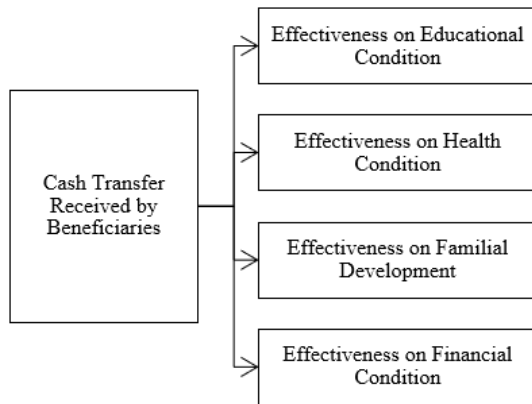 Cash Transfer
Received by
Beneficiaries
Effectiveness on Educational
Condition
Effectiveness on Health
Condition
Effectiveness on Familial
Development
Effectiveness on Financial
Condition